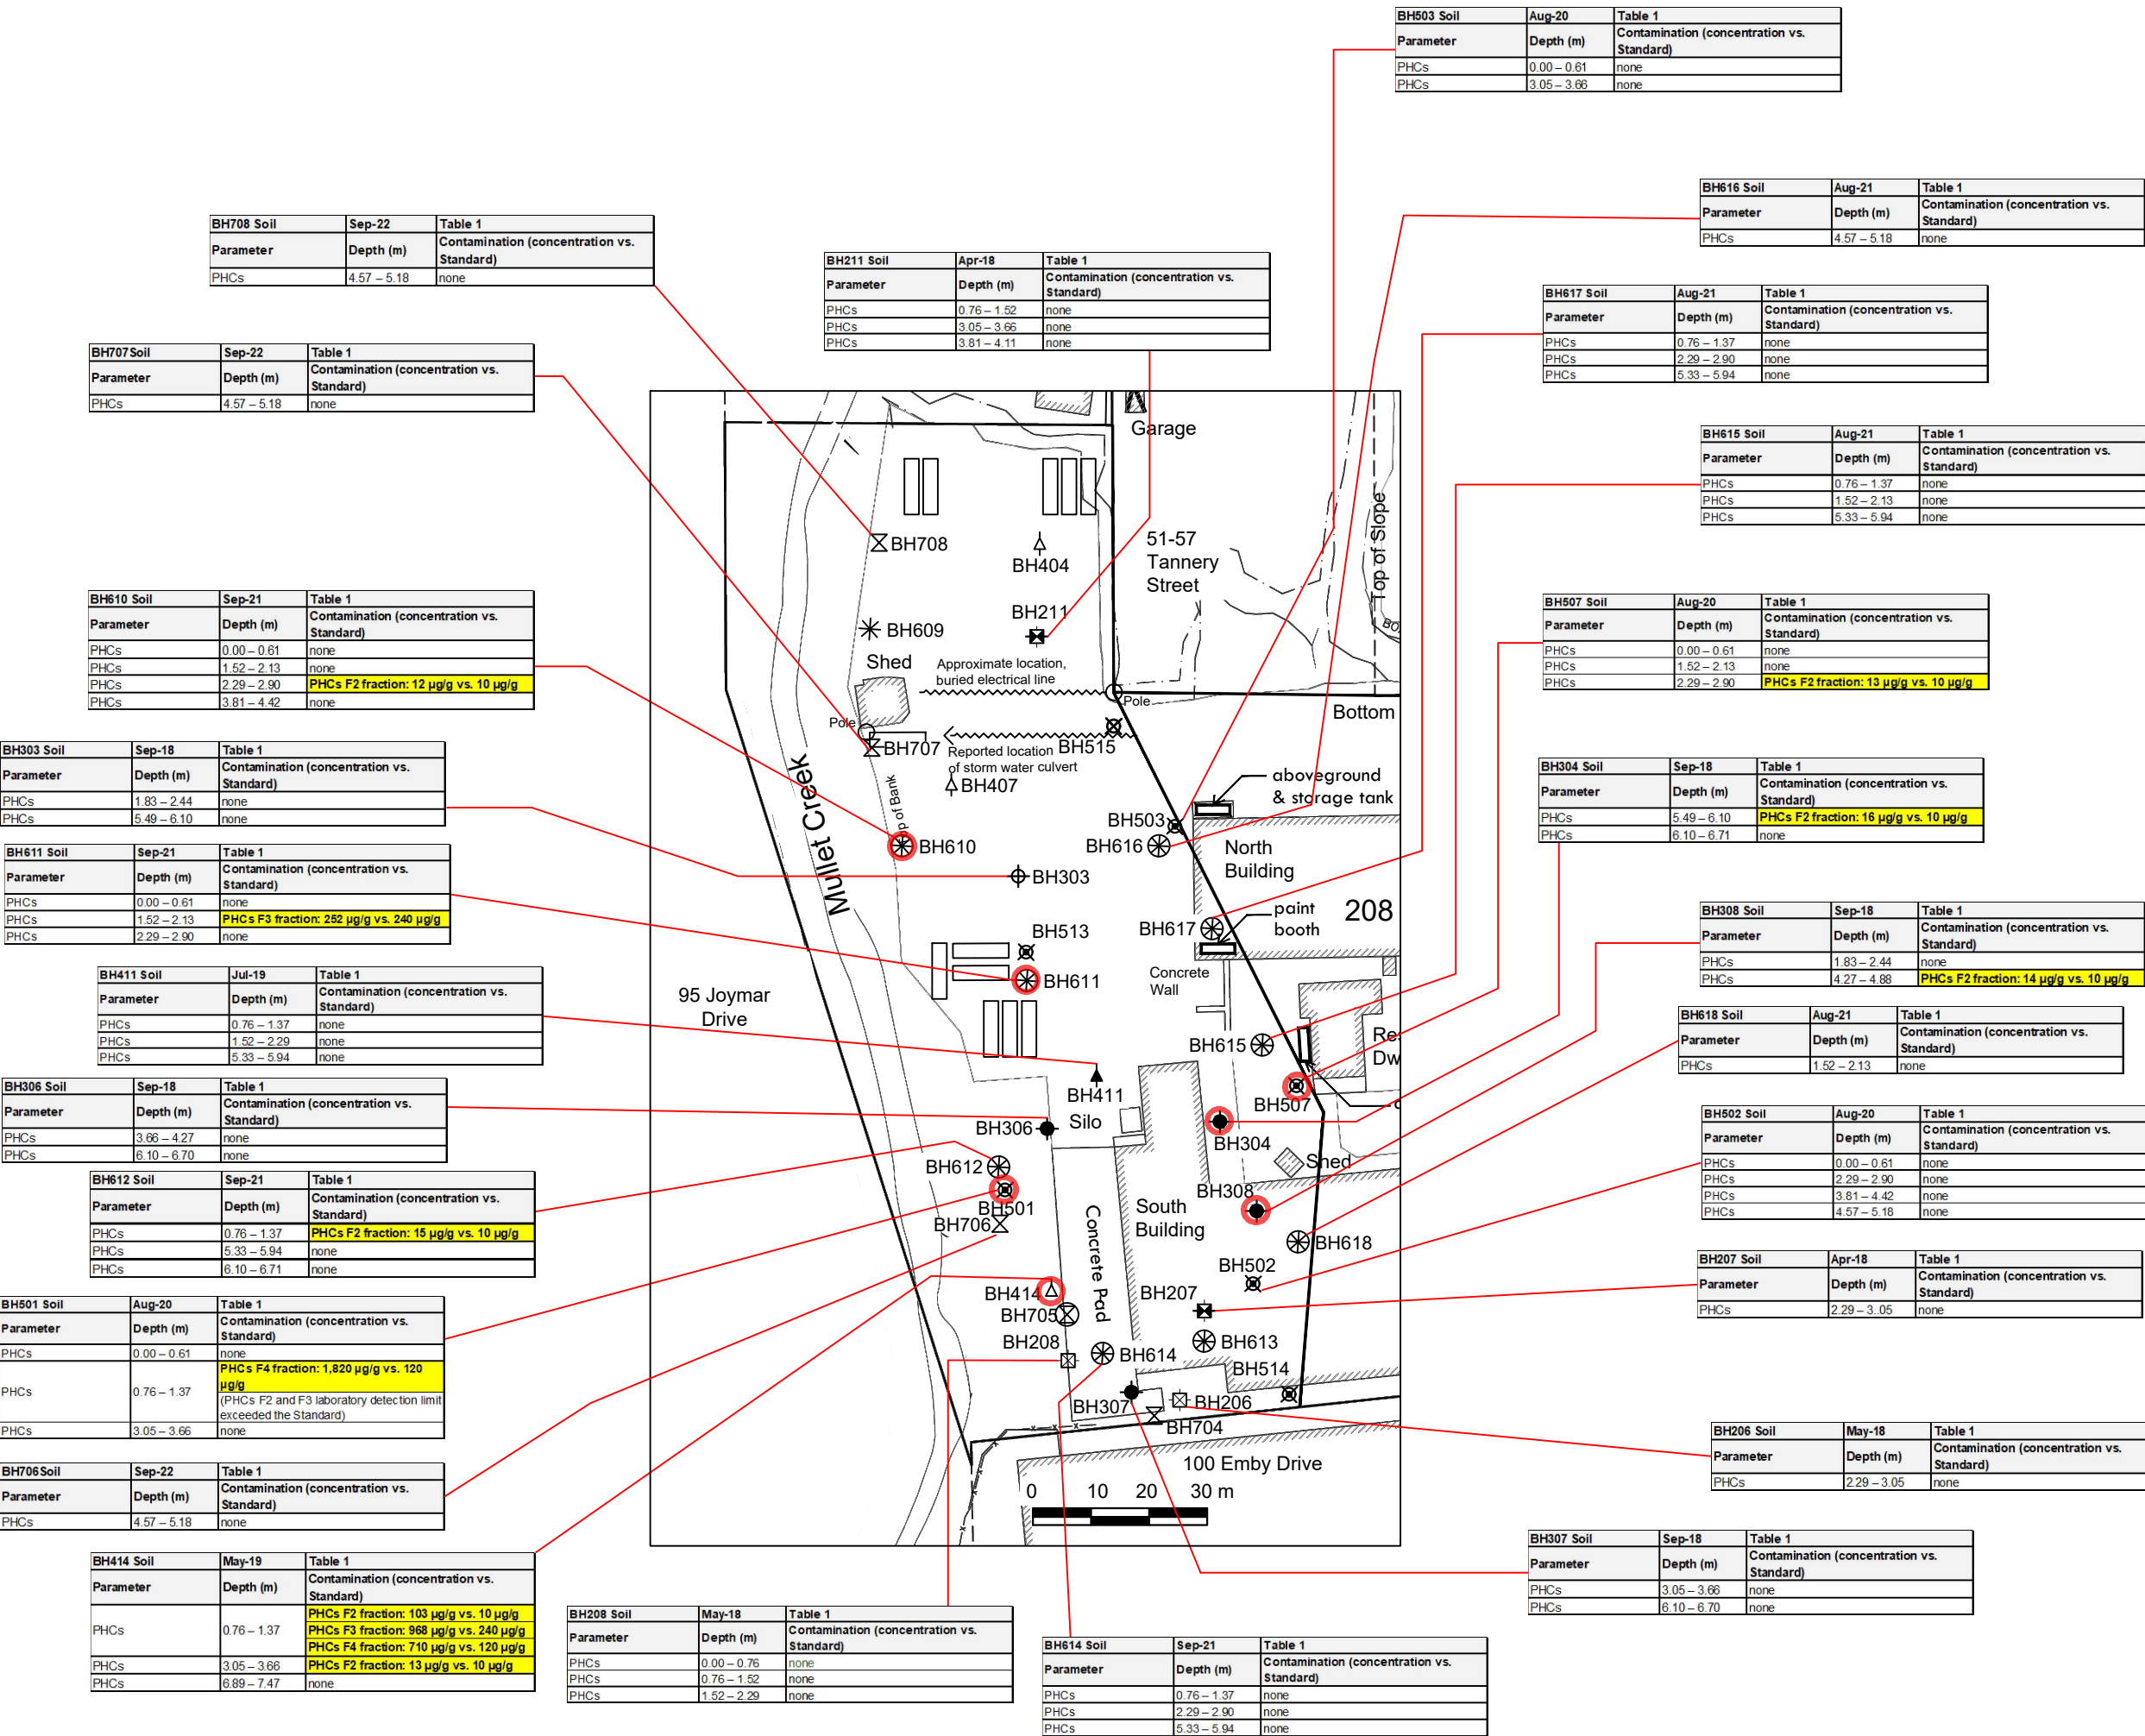 BH503 Soil Aug-20 Table 1
Parameter Depth (m) Contamination (concentration vs. Standard)
PHCs 0.00 – 0.61 none
PHCs 3.05 – 3.66 none
BH616 Soil Aug-21 Table 1
Parameter Depth (m) Contamination (concentration vs. Standard)
PHCs 4.57 – 5.18 none
BH708 Soil Sep-22 Table 1
Parameter Depth (m) Contamination (concentration vs. Standard)
PHCs 4.57 – 5.18 none
BH211 Soil Apr-18 Table 1
Parameter Depth (m) Contamination (concentration vs. Standard)
PHCs 0.76 – 1.52 none
PHCs 3.05 – 3.66 none
PHCs 3.81 – 4.11 none
BH617 Soil Aug-21 Table 1
Parameter Depth (m) Contamination (concentration vs. Standard)
PHCs 0.76 – 1.37 none
PHCs 2.29 – 2.90 none
PHCs 5.33 – 5.94 none
BH707Soil Sep-22 Table 1
Parameter Depth (m) Contamination (concentration vs. Standard)
PHCs 4.57 – 5.18 none
BH615 Soil Aug-21 Table 1
Parameter Depth (m) Contamination (concentration vs. Standard)
PHCs 0.76 – 1.37 none
PHCs 1.52 – 2.13 none
PHCs 5.33 – 5.94 none
BH610 Soil Sep-21 Table 1
Parameter Depth (m) Contamination (concentration vs. Standard)
PHCs 0.00 – 0.61 none
PHCs 1.52 – 2.13 none
PHCs 2.29 – 2.90 PHCs F2 fraction: 12 µg/g vs. 10 µg/g
PHCs 3.81 – 4.42 none
BH507 Soil Aug-20 Table 1
Parameter Depth (m) Contamination (concentration vs. Standard)
PHCs 0.00 – 0.61 none
PHCs 1.52 – 2.13 none
PHCs 2.29 – 2.90 PHCs F2 fraction: 13 µg/g vs. 10 µg/g
BH303 Soil Sep-18 Table 1
Parameter Depth (m) Contamination (concentration vs. Standard)
PHCs 1.83 – 2.44 none
PHCs 5.49 – 6.10 none
BH304 Soil Sep-18 Table 1
Parameter Depth (m) Contamination (concentration vs. Standard)
PHCs 5.49 – 6.10 PHCs F2 fraction: 16 µg/g vs. 10 µg/g
PHCs 6.10 – 6.71 none
BH611 Soil Sep-21 Table 1
Parameter Depth (m) Contamination (concentration vs. Standard)
PHCs 0.00 – 0.61 none
PHCs 1.52 – 2.13 PHCs F3 fraction: 252 µg/g vs. 240 µg/g
PHCs 2.29 – 2.90 none
BH308 Soil Sep-18 Table 1
Parameter Depth (m) Contamination (concentration vs. Standard)
PHCs 1.83 – 2.44 none
PHCs 4.27 – 4.88 PHCs F2 fraction: 14 µg/g vs. 10 µg/g
BH411 Soil Jul-19 Table 1
Parameter Depth (m) Contamination (concentration vs. Standard)
PHCs 0.76 – 1.37 none
PHCs 1.52 – 2.29 none
PHCs 5.33 – 5.94 none
BH618 Soil Aug-21 Table 1
Parameter Depth (m) Contamination (concentration vs. Standard)
PHCs 1.52 – 2.13 none
BH306 Soil Sep-18 Table 1
Parameter Depth (m) Contamination (concentration vs. Standard)
PHCs 3.66 – 4.27 none
PHCs 6.10 – 6.70 none
BH502 Soil Aug-20 Table 1
Parameter Depth (m) Contamination (concentration vs. Standard)
PHCs 0.00 – 0.61 none
PHCs 2.29 – 2.90 none
PHCs 3.81 – 4.42 none
PHCs 4.57 – 5.18 none
BH612 Soil Sep-21 Table 1
Parameter Depth (m) Contamination (concentration vs. Standard)
PHCs 0.76 – 1.37 PHCs F2 fraction: 15 µg/g vs. 10 µg/g
PHCs 5.33 – 5.94 none
PHCs 6.10 – 6.71 none
BH207 Soil Apr-18 Table 1
Parameter Depth (m) Contamination (concentration vs. Standard)
PHCs 2.29 – 3.05 none
BH501 Soil Aug-20 Table 1
Parameter Depth (m) Contamination (concentration vs. Standard)
PHCs 0.00 – 0.61 none
PHCs 0.76 – 1.37 PHCs F4 fraction: 1,820 µg/g vs. 120 µg/g
(PHCs F2 and F3 laboratory detection limit exceeded the Standard)
PHCs 3.05 – 3.66 none
BH206 Soil May-18 Table 1
Parameter Depth (m) Contamination (concentration vs. Standard)
PHCs 2.29 – 3.05 none
BH706Soil Sep-22 Table 1
Parameter Depth (m) Contamination (concentration vs. Standard)
PHCs 4.57 – 5.18 none
BH307 Soil Sep-18 Table 1
Parameter Depth (m) Contamination (concentration vs. Standard)
PHCs 3.05 – 3.66 none
PHCs 6.10 – 6.70 none
BH414 Soil May-19 Table 1
Parameter Depth (m) Contamination (concentration vs. Standard)
PHCs 0.76 – 1.37 PHCs F2 fraction: 103 µg/g vs. 10 µg/g
PHCs F3 fraction: 968 µg/g vs. 240 µg/g
PHCs F4 fraction: 710 µg/g vs. 120 µg/g
PHCs 3.05 – 3.66 PHCs F2 fraction: 13 µg/g vs. 10 µg/g
PHCs 6.89 – 7.47 none
BH208 Soil May-18 Table 1
Parameter Depth (m) Contamination (concentration vs. Standard)
PHCs 0.00 – 0.76 none
PHCs 0.76 – 1.52 none
PHCs 1.52 – 2.29 none
BH614 Soil Sep-21 Table 1
Parameter Depth (m) Contamination (concentration vs. Standard)
PHCs 0.76 – 1.37 none
PHCs 2.29 – 2.90 none
PHCs 5.33 – 5.94 none
Garage
Top of Slope
BH708
BH404
51-57
Tannery
Street
BH211
BH609
Shed
Approximate location,
buried electrical line
Pole
Bottom
Pole
BH707
Reported location
of storm water culvert
BH515
BH407
aboveground
& storage tank
Mullet Creek
of Bank
BH503
BH616
BH610
North
Building
BH303
208
paint
booth
BH617
BH513
BH611
Concrete
Wall
95 Joymar
Drive
BH615
BH411
BH507
Silo
BH306
BH304
Shed
BH612
BH501
BH706
BH308
South
Building
Concrete Pad
BH618
BH502
BH414
BH207
BH705
BH208
BH614
BH613
BH514
BH307
BH206
BH704
100 Emby Drive
0 10 20 30 m